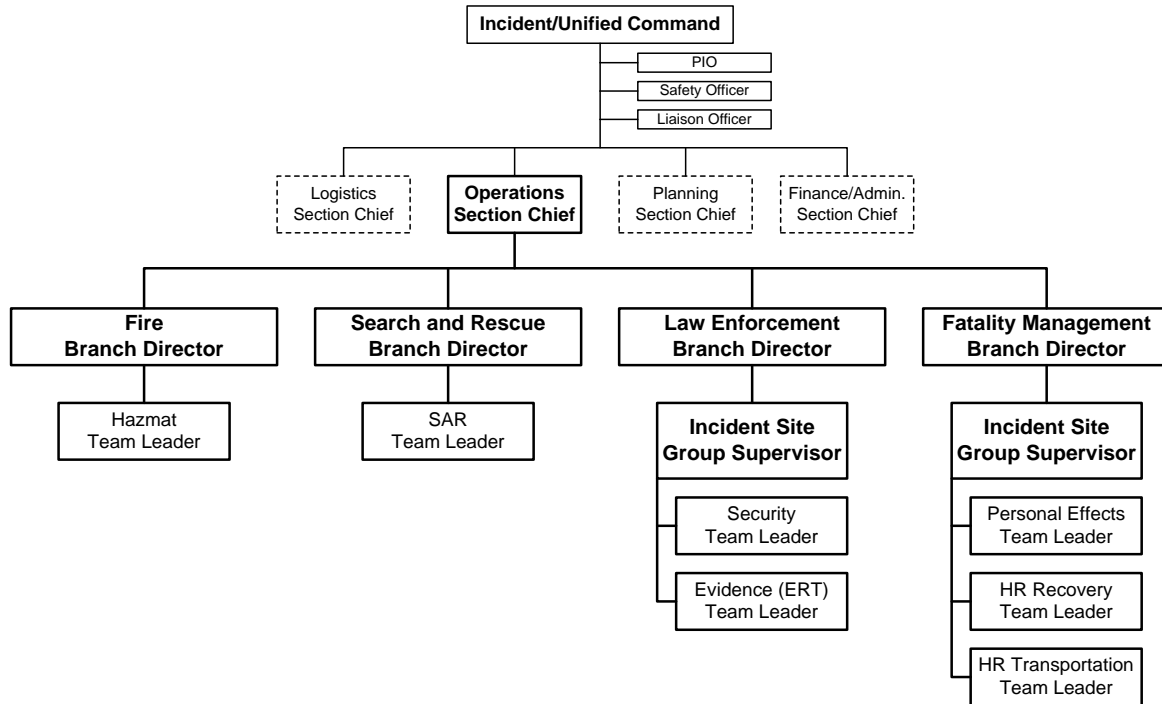 Incident/Unified Command
PIO
Safety Officer
Liaison Officer
Logistics
Section Chief
Operations
Section Chief
Planning
Section Chief
Finance/Admin.
Section Chief
Fire
Branch Director
Search and Rescue
Branch Director
Law Enforcement
Branch Director
Fatality Management
Branch Director
Hazmat
Team Leader
SAR
Team Leader
Incident Site
Group Supervisor
Security
Team Leader
Evidence (ERT)
Team Leader
Incident Site
Group Supervisor
Personal Effects
Team Leader
HR Recovery
Team Leader
HR Transportation
Team Leader